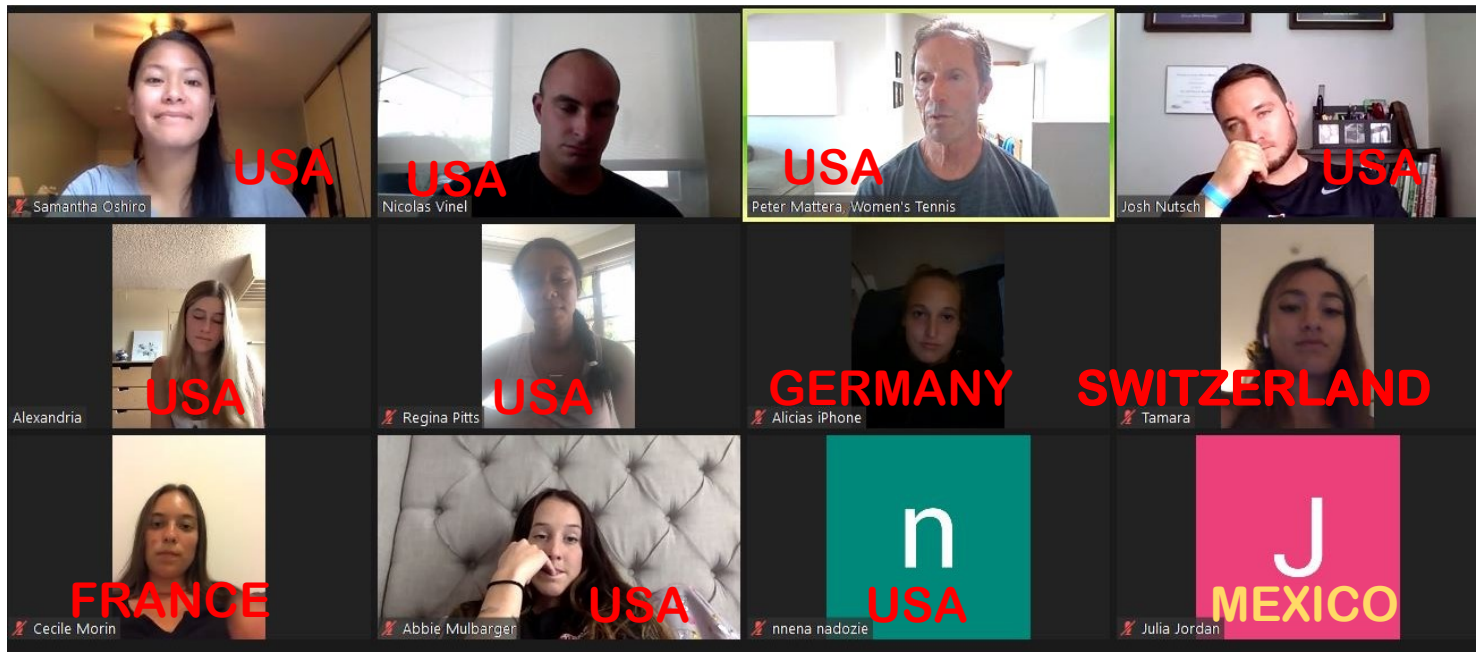 USA
Samantha Oshiro
USA
Nicolas Vinel
USA
Peter Mattera, Women's Tennis
USA
Josh Nutsch
USA
Alexandria
USA
Regina Pitts
GERMANY
Alicias iPhone
SWITZERLAND
Tamara
FRANCE
Cecile Morin
USA
Abbie Mulbarger
n
USA
nnena nadozie
J
MEXICO
Julia Jordan